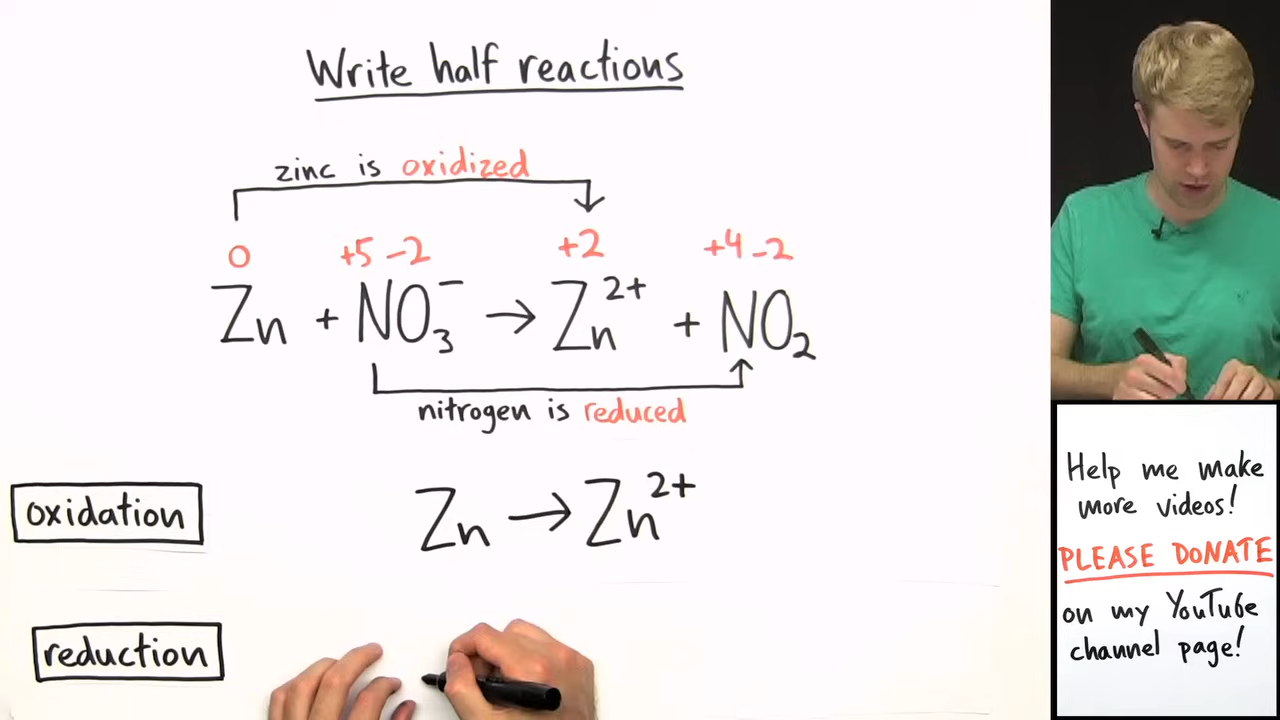 Write half reactions
zinc is oxidized
0 +5 -2 +2 +4 -2
Zn + NO₃⁻ → Zn²⁺ + NO₂
nitrogen is reduced
oxidation
Zn → Zn²⁺
reduction
Help me make
more videos!
PLEASE DONATE
on my YouTube
channel page!